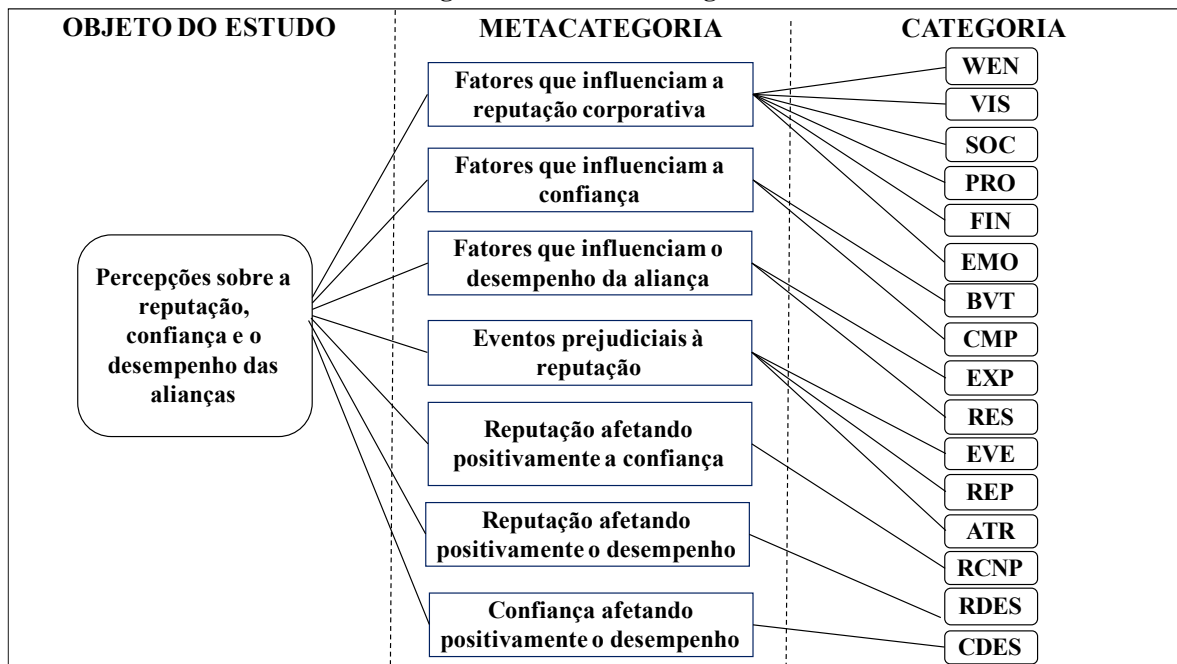 OBJETO DO ESTUDO
METACATEGORIA
CATEGORIA
Percepções sobre a
reputação,
confiança e o
desempenho das
alianças
Fatores que influenciam a
reputação corporativa
Fatores que influenciam a
confiança
Fatores que influenciam o
desempenho da aliança
Eventos prejudiciais à
reputação
Reputação afetando
positivamente a confiança
Reputação afetando
positivamente o desempenho
Confiança afetando
positivamente o desempenho
WEN
VIS
SOC
PRO
FIN
EMO
BVT
CMP
EXP
RES
EVE
REP
ATR
RCNP
RDES
CDES